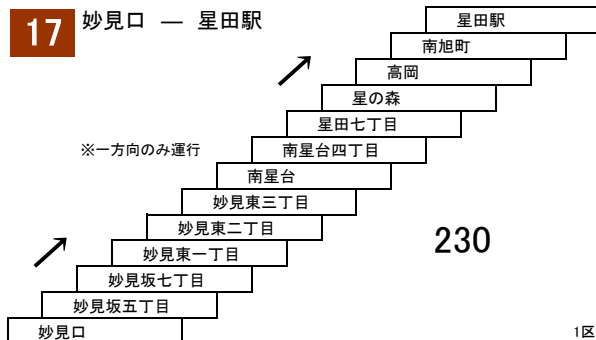 17 妙見口 ― 星田駅
星田駅
南旭町
高岡
星の森
星田七丁目
※一方向のみ運行
南星台四丁目
南星台
妙見東三丁目
妙見東二丁目
230
妙見東一丁目
妙見坂七丁目
妙見坂五丁目
妙見口
1区